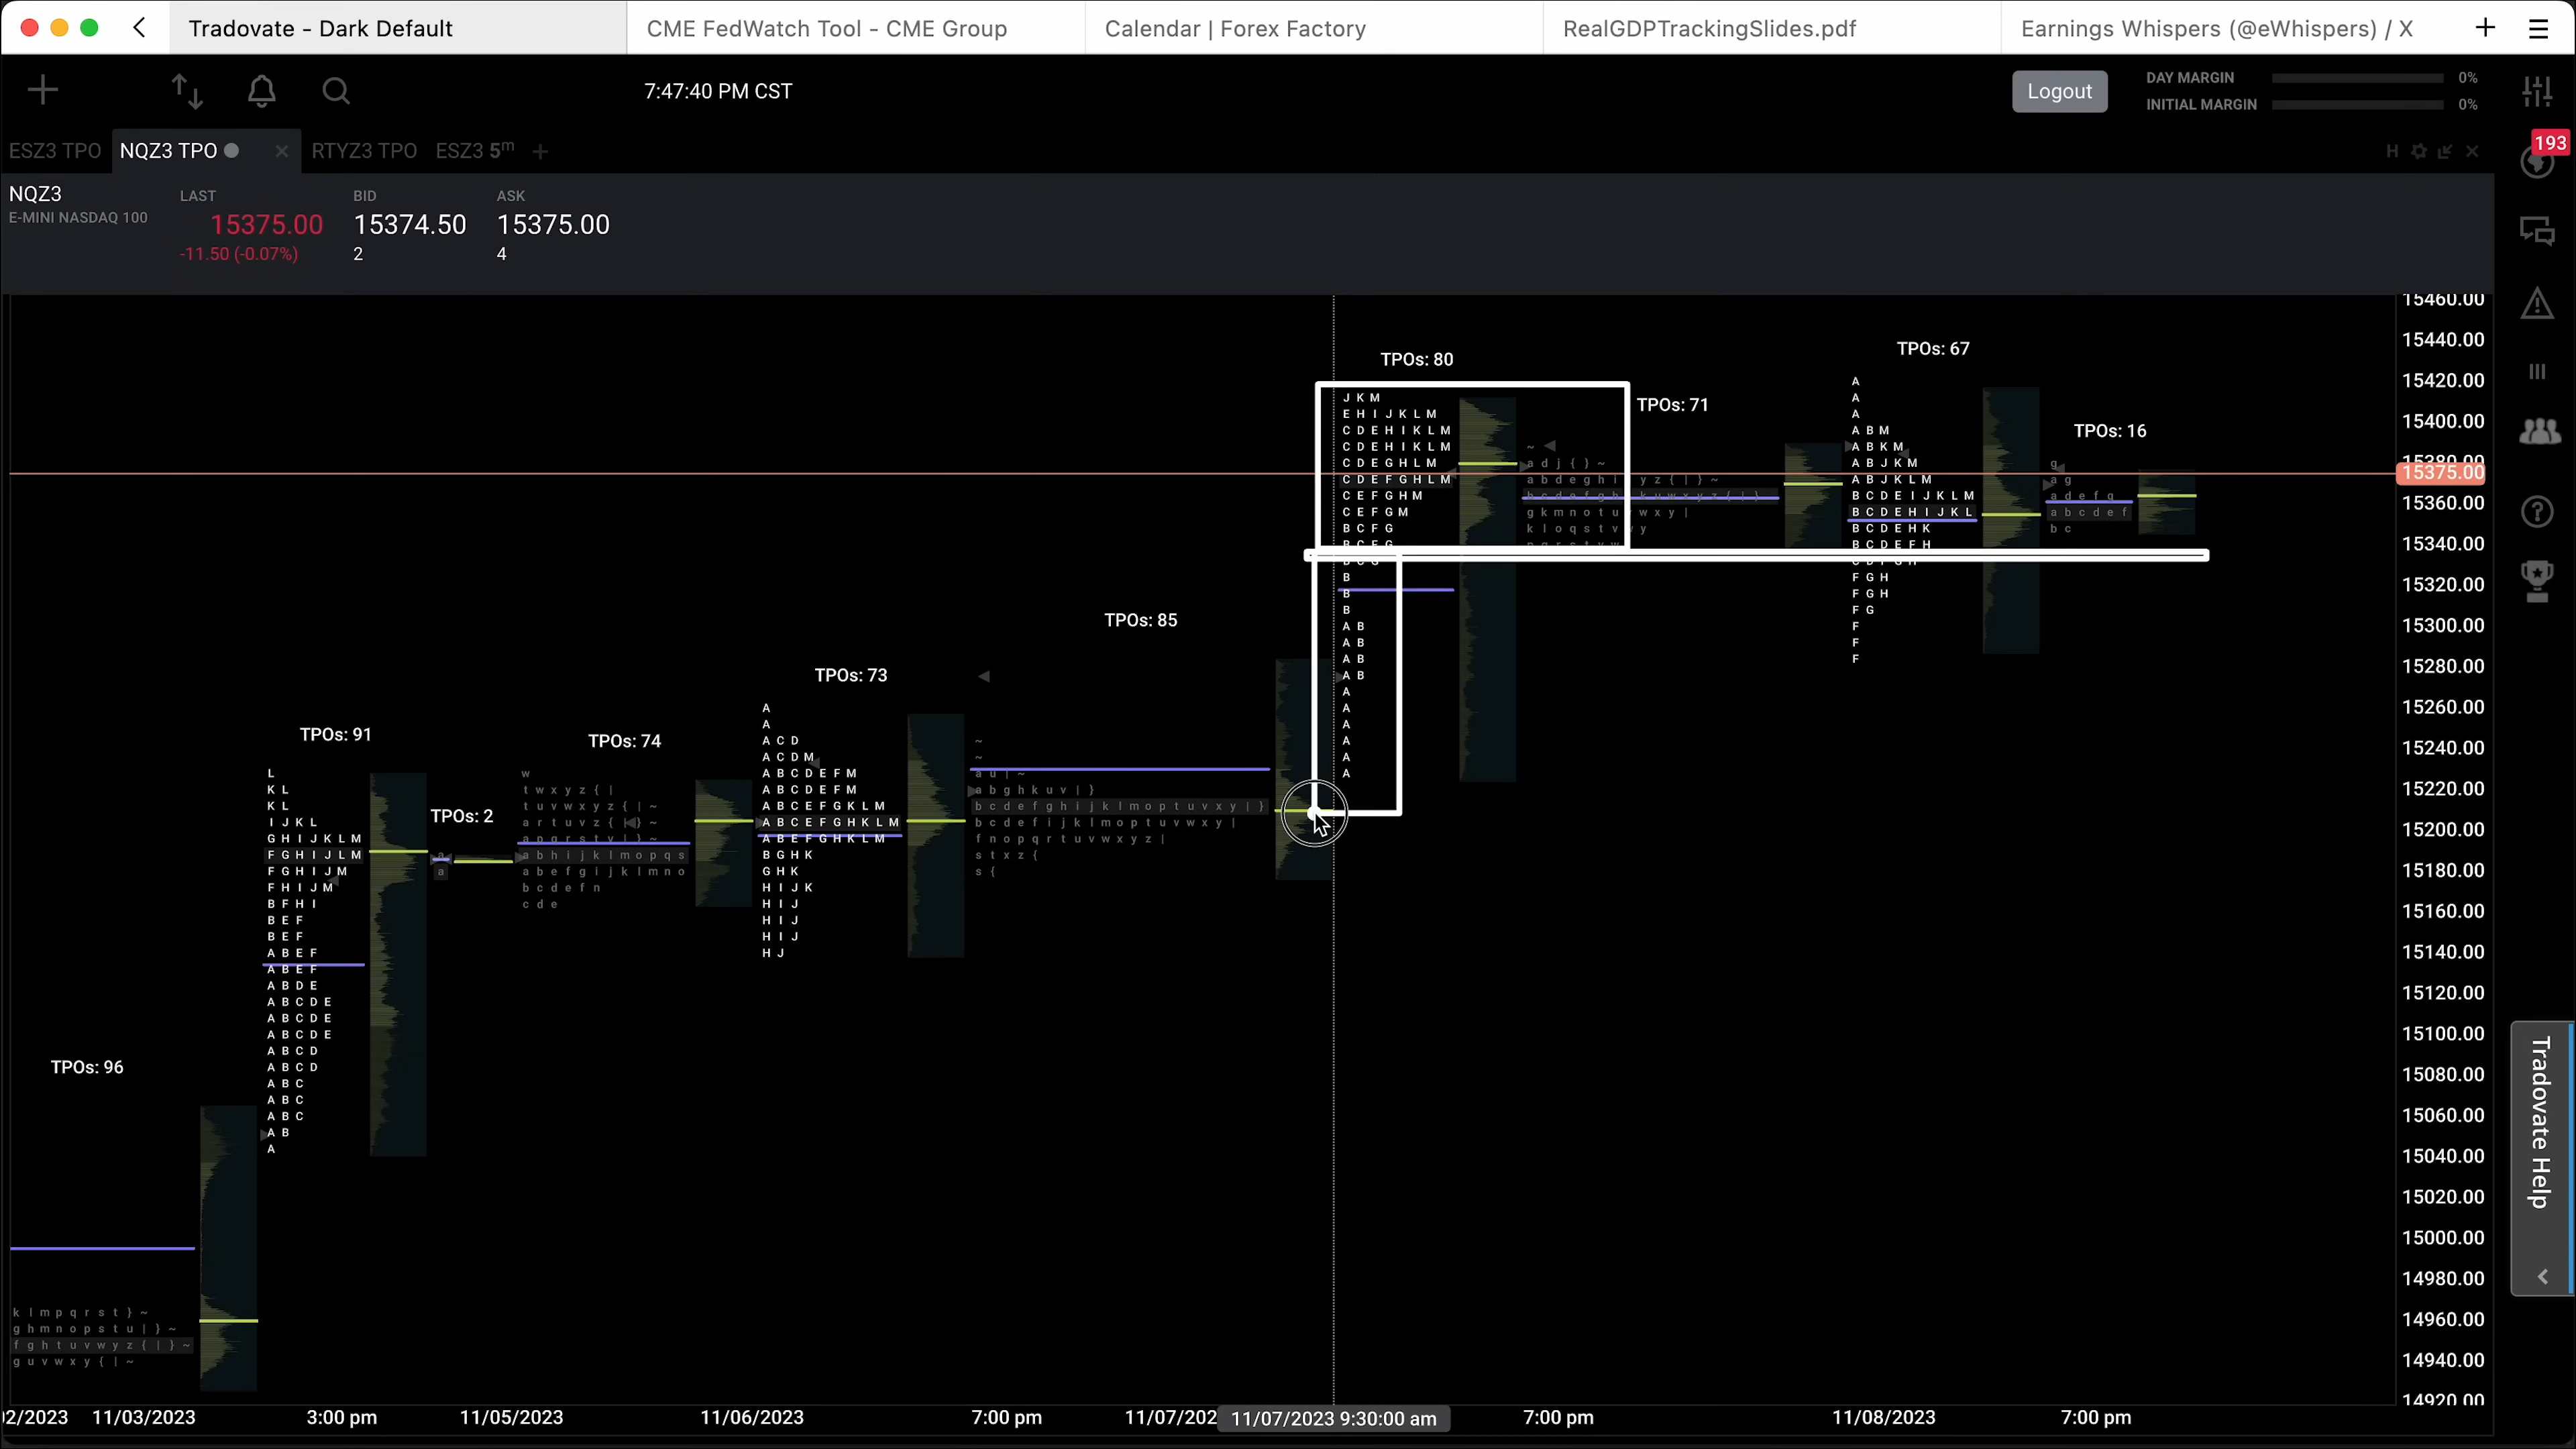 Tradovate - Dark Default
CME FedWatch Tool - CME Group
Calendar | Forex Factory
RealGDPTrackingSlides.pdf
Earnings Whispers (@eWhispers) / X
7:47:40 PM CST
Logout
DAY MARGIN 0%
INITIAL MARGIN 0%
ESZ3 TPO
NQZ3 TPO
RTYZ3 TPO
ESZ3 5m
H
193
NQZ3
E-MINI NASDAQ 100
LAST
15375.00
-11.50 (-0.07%)
BID
15374.50
2
ASK
15375.00
4
TPOs: 96
k l m p q r s t } ~
g h m n o p s t u | } ~
f g h t u v w y z { | } ~
g u v w x y { | ~
TPOs: 91
L
K L
K L
I J K L
G H I J K L M
F G H I J L M
F G H I J M
F H I J M
B F H I
B E F
B E F
A B E F
A B E F
A B D E
A B C D E
A B C D E
A B C D E
A B C D
A B C D
A B C
A B C
A B C
A B
A
TPOs: 2
a
a
TPOs: 74
w
t w x y z { |
t u v w x y z { | ~
a r t u v z {
a b h i j k l m o p q s
a b e f g i j k l m n o
b c d e f n
c d e
TPOs: 73
A
A
A C D
A C D M
A B C D E F M
A B C D E F M
A B C E F G K L M
A B C E F G H K L M
A B E F G H K L M
B G H K
G H K
H I J K
H I J
H I J
H I J
H J
TPOs: 85
~
~
a u | ~
a b g h k u v | }
b c d e f g h i j k l m o p t u v x y | }
b c d e f i j k l m o p t u v w x y |
f n o p q r t u v w x y z |
s t x z {
s {
TPOs: 80
J K M
E H I J K L M
C D E H I K L M
C D E H I K L M
C D E G H L M
C D E F G H L M
C E F G H M
C E F G M
B C F G
B C F G
B C G
B
B
B
A B
A B
A B
A B
A
A
A
A
A
A
TPOs: 71
~
a d j { } ~
a b d e g h i y z { | } ~
g k m n o t u w x y |
k l o q s t v y
TPOs: 67
A
A
A
A B M
A B K M
A B J K M
A B J K L M
B C D E I J K L M
B C D E H I J K L
B C D E H K
B C D E F H
F G H
F G H
F G
F
F
F
TPOs: 16
g
a g
a d e f g
a b c d e f
b c
15460.00
15440.00
15420.00
15400.00
15380.00
15375.00
15360.00
15340.00
15320.00
15300.00
15280.00
15260.00
15240.00
15220.00
15200.00
15180.00
15160.00
15140.00
15120.00
15100.00
15080.00
15060.00
15040.00
15020.00
15000.00
14980.00
14960.00
14940.00
14920.00
Tradovate Help
02/2023
11/03/2023
3:00 pm
11/05/2023
11/06/2023
7:00 pm
11/07/202
11/07/2023 9:30:00 am
7:00 pm
11/08/2023
7:00 pm